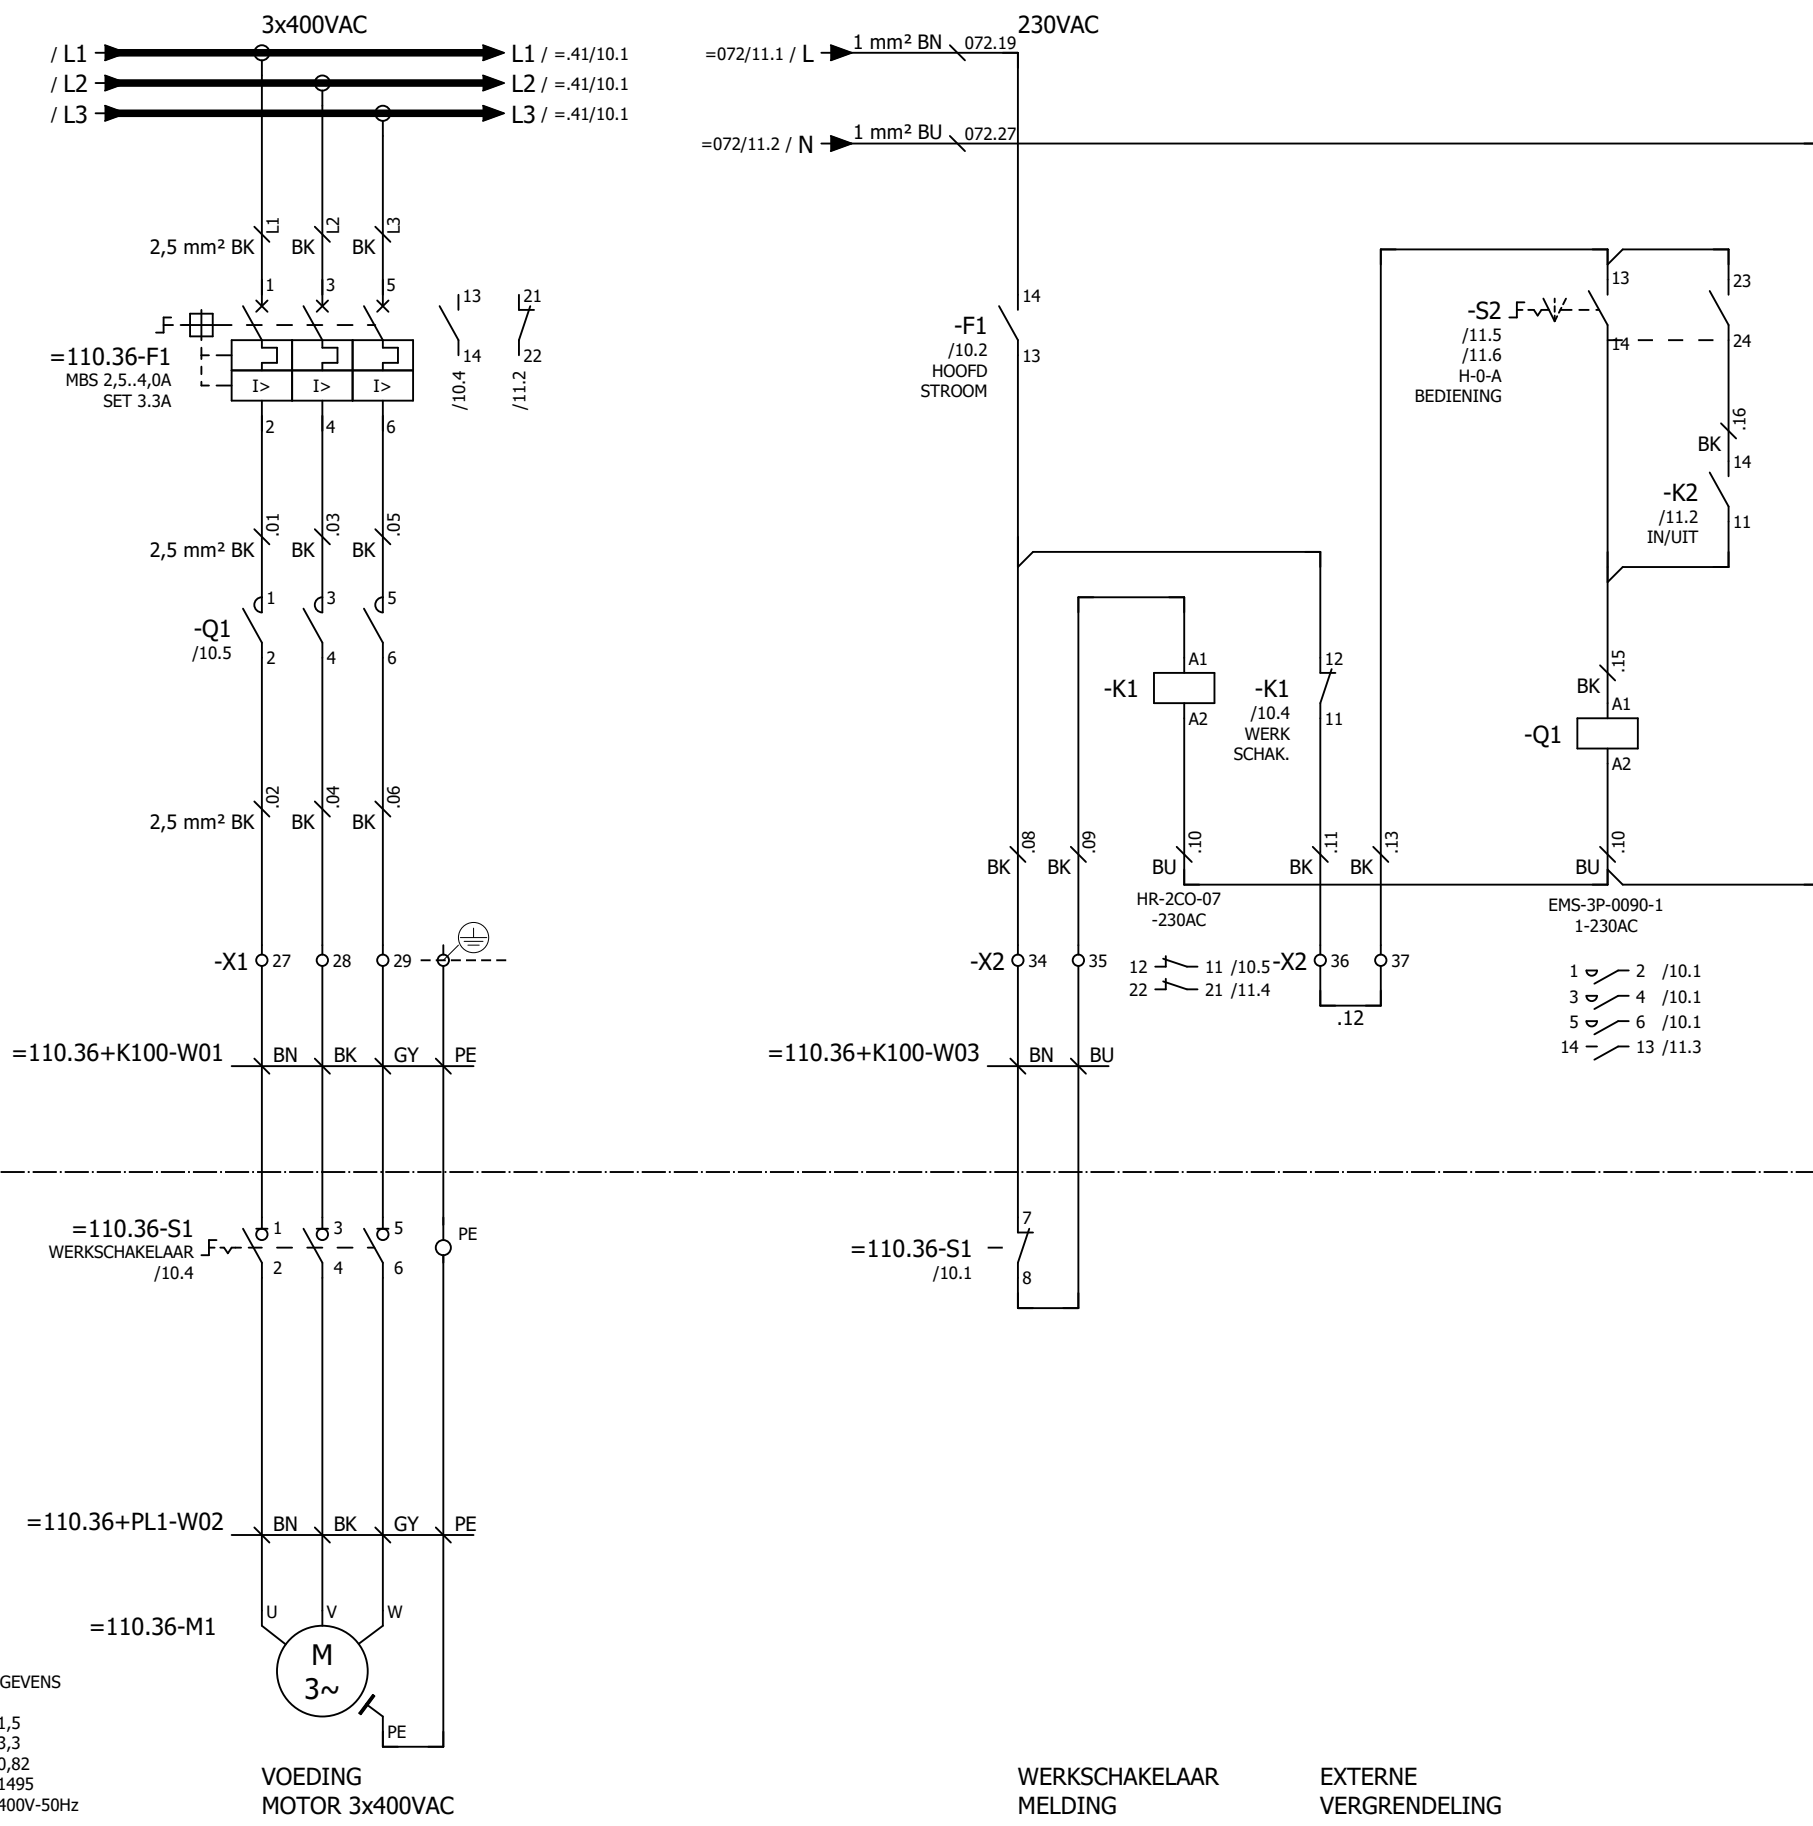 3x400VAC
/ L1
L1 / =.41/10.1
/ L2
L2 / =.41/10.1
/ L3
L3 / =.41/10.1
L1
L2
L3
2,5 mm² BK
BK
BK
1
3
5
13
14
/10.4
21
22
/11.2
=110.36-F1
MBS 2,5..4,0A
SET 3.3A
I>
I>
I>
2
4
6
.01
.03
.05
2,5 mm² BK
BK
BK
-Q1
/10.5
1
3
5
2
4
6
.02
.04
.06
2,5 mm² BK
BK
BK
-X1
27
28
29
=110.36+K100-W01
BN
BK
GY
PE
=110.36-S1
WERKSCHAKELAAR
/10.4
1
3
5
PE
2
4
6
=110.36+PL1-W02
BN
BK
GY
PE
=110.36-M1
U
V
W
M
3~
PE
GEVENS
1,5
3,3
0,82
1495
400V-50Hz
VOEDING
MOTOR 3x400VAC
230VAC
=072/11.1 / L
1 mm² BN
072.19
=072/11.2 / N
1 mm² BU
072.27
-F1
/10.2
HOOFD
STROOM
14
13
-K1
A1
A2
-K1
/10.4
WERK
SCHAK.
12
11
-S2
/11.5
/11.6
H-0-A
BEDIENING
13
14
23
24
.16
BK
-K2
/11.2
IN/UIT
14
11
.15
BK
-Q1
A1
A2
BK
.08
BK
.09
BU
.10
BK
.11
BK
.13
BU
.10
HR-2CO-07
-230AC
EMS-3P-0090-1
1-230AC
-X2
34
35
12
11 /10.5
22
21 /11.4
-X2
36
37
.12
1
2 /10.1
3
4 /10.1
5
6 /10.1
14
13 /11.3
=110.36+K100-W03
BN
BU
=110.36-S1
/10.1
7
8
WERKSCHAKELAAR
MELDING
EXTERNE
VERGRENDELING